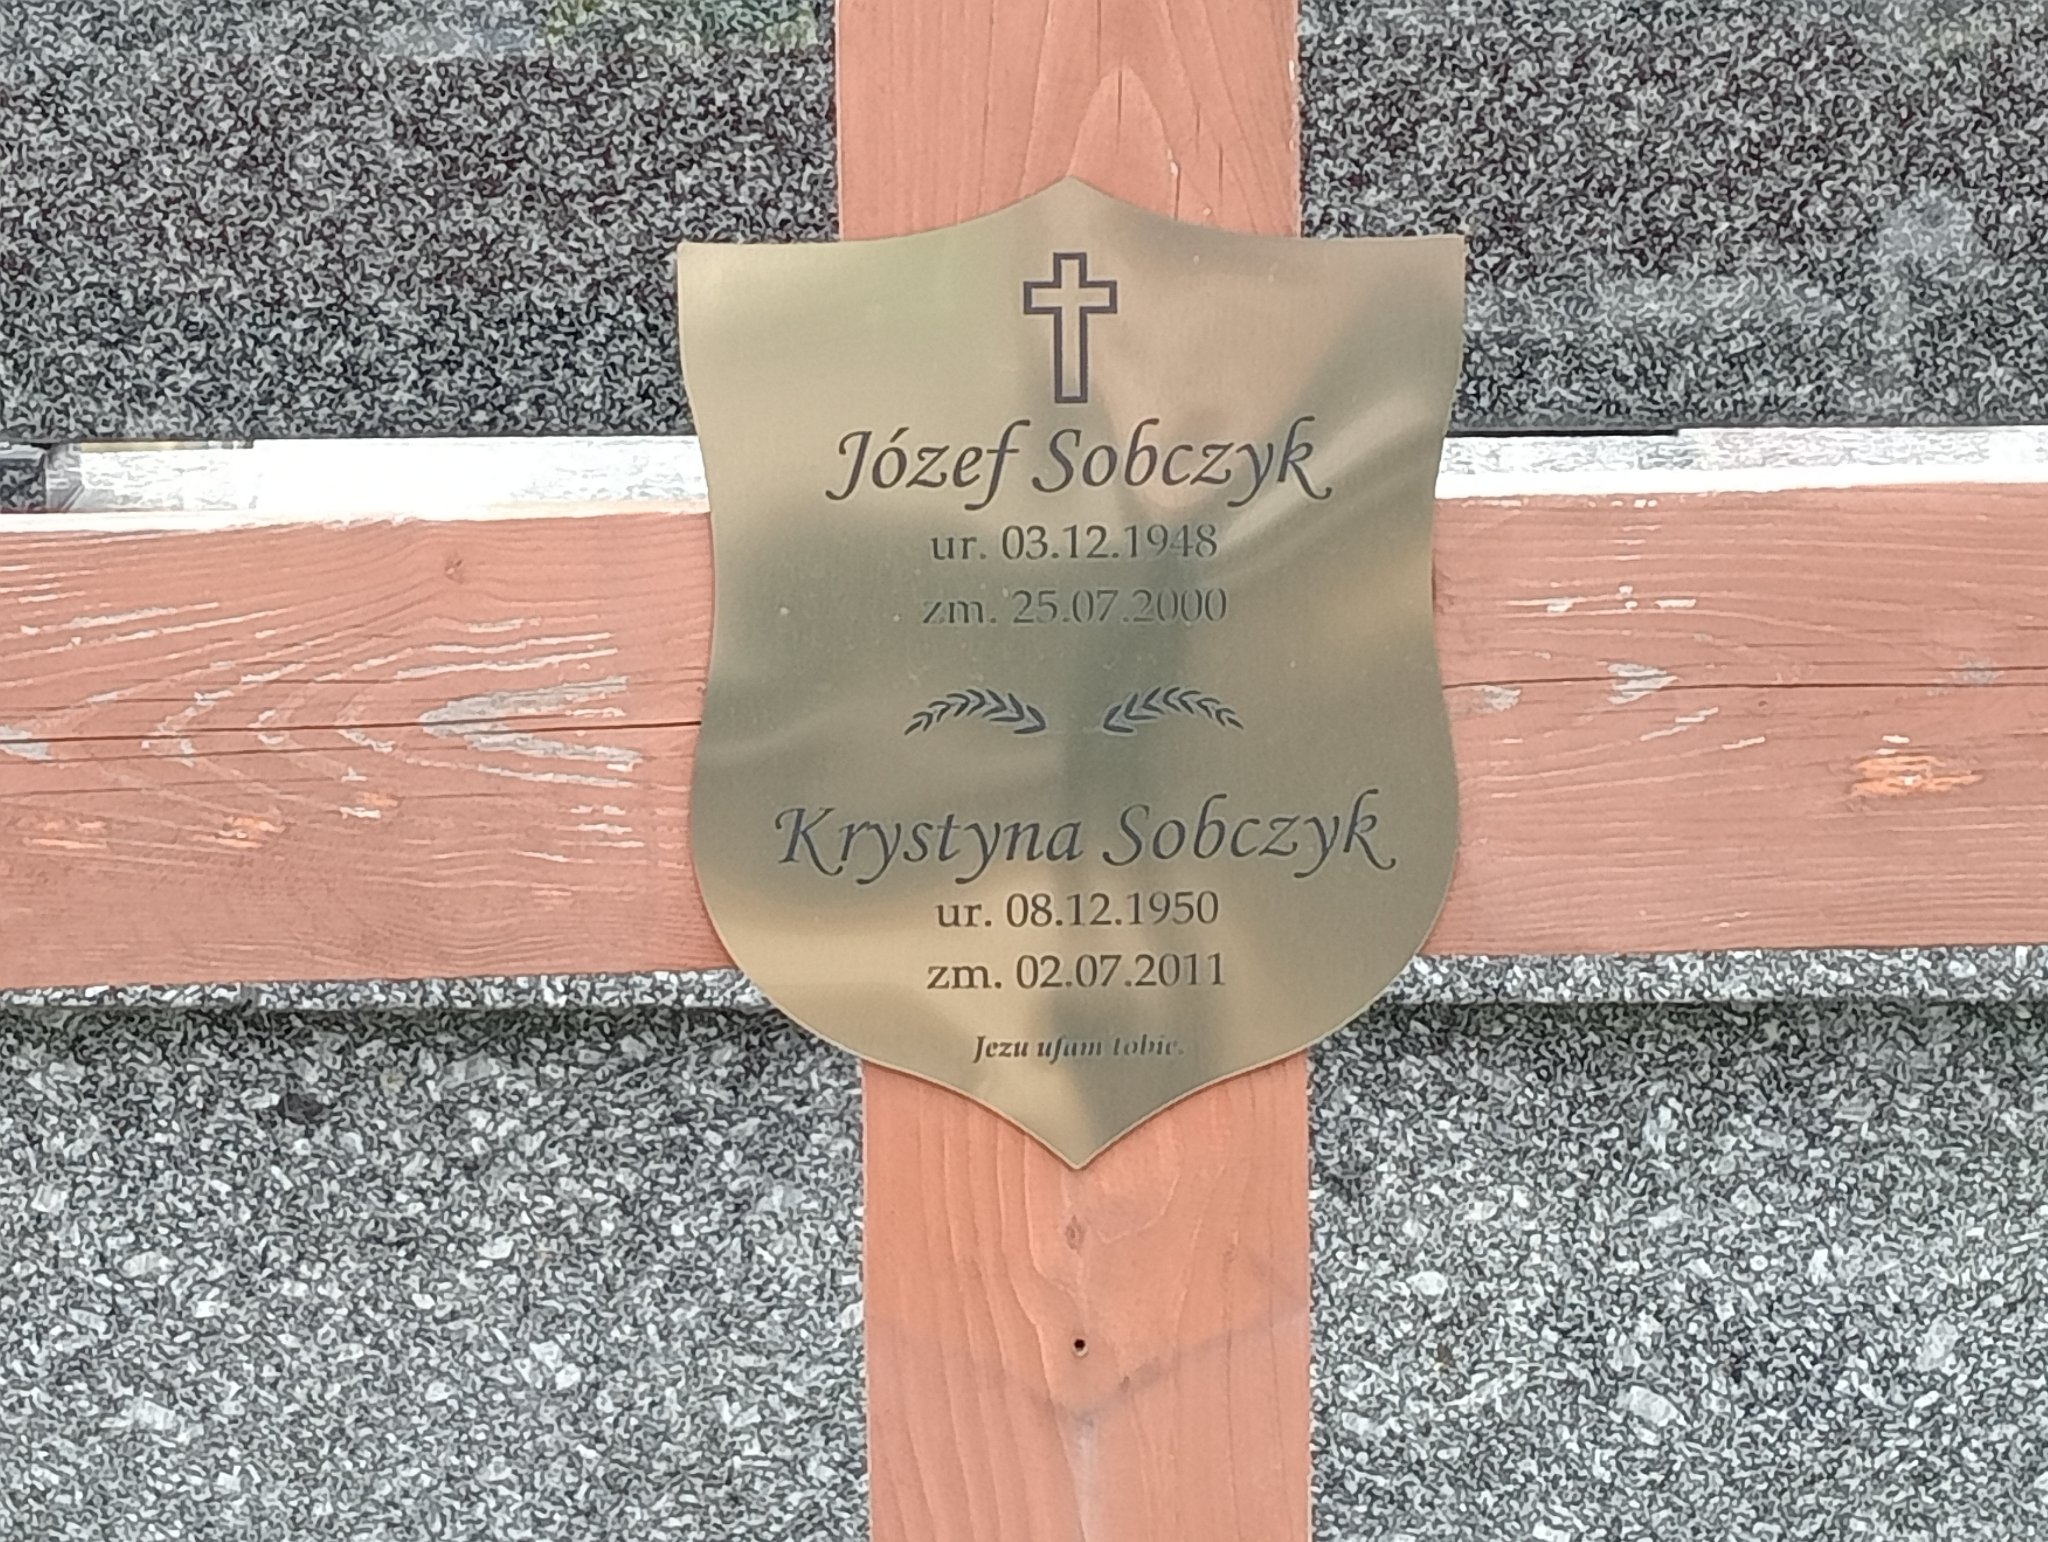 Józef Sobczyk
ur. 03.12.1948
zm. 25.07.2000
Krystyna Sobczyk
ur. 08.12.1950
zm. 02.07.2011
Jezu ufam tobie.